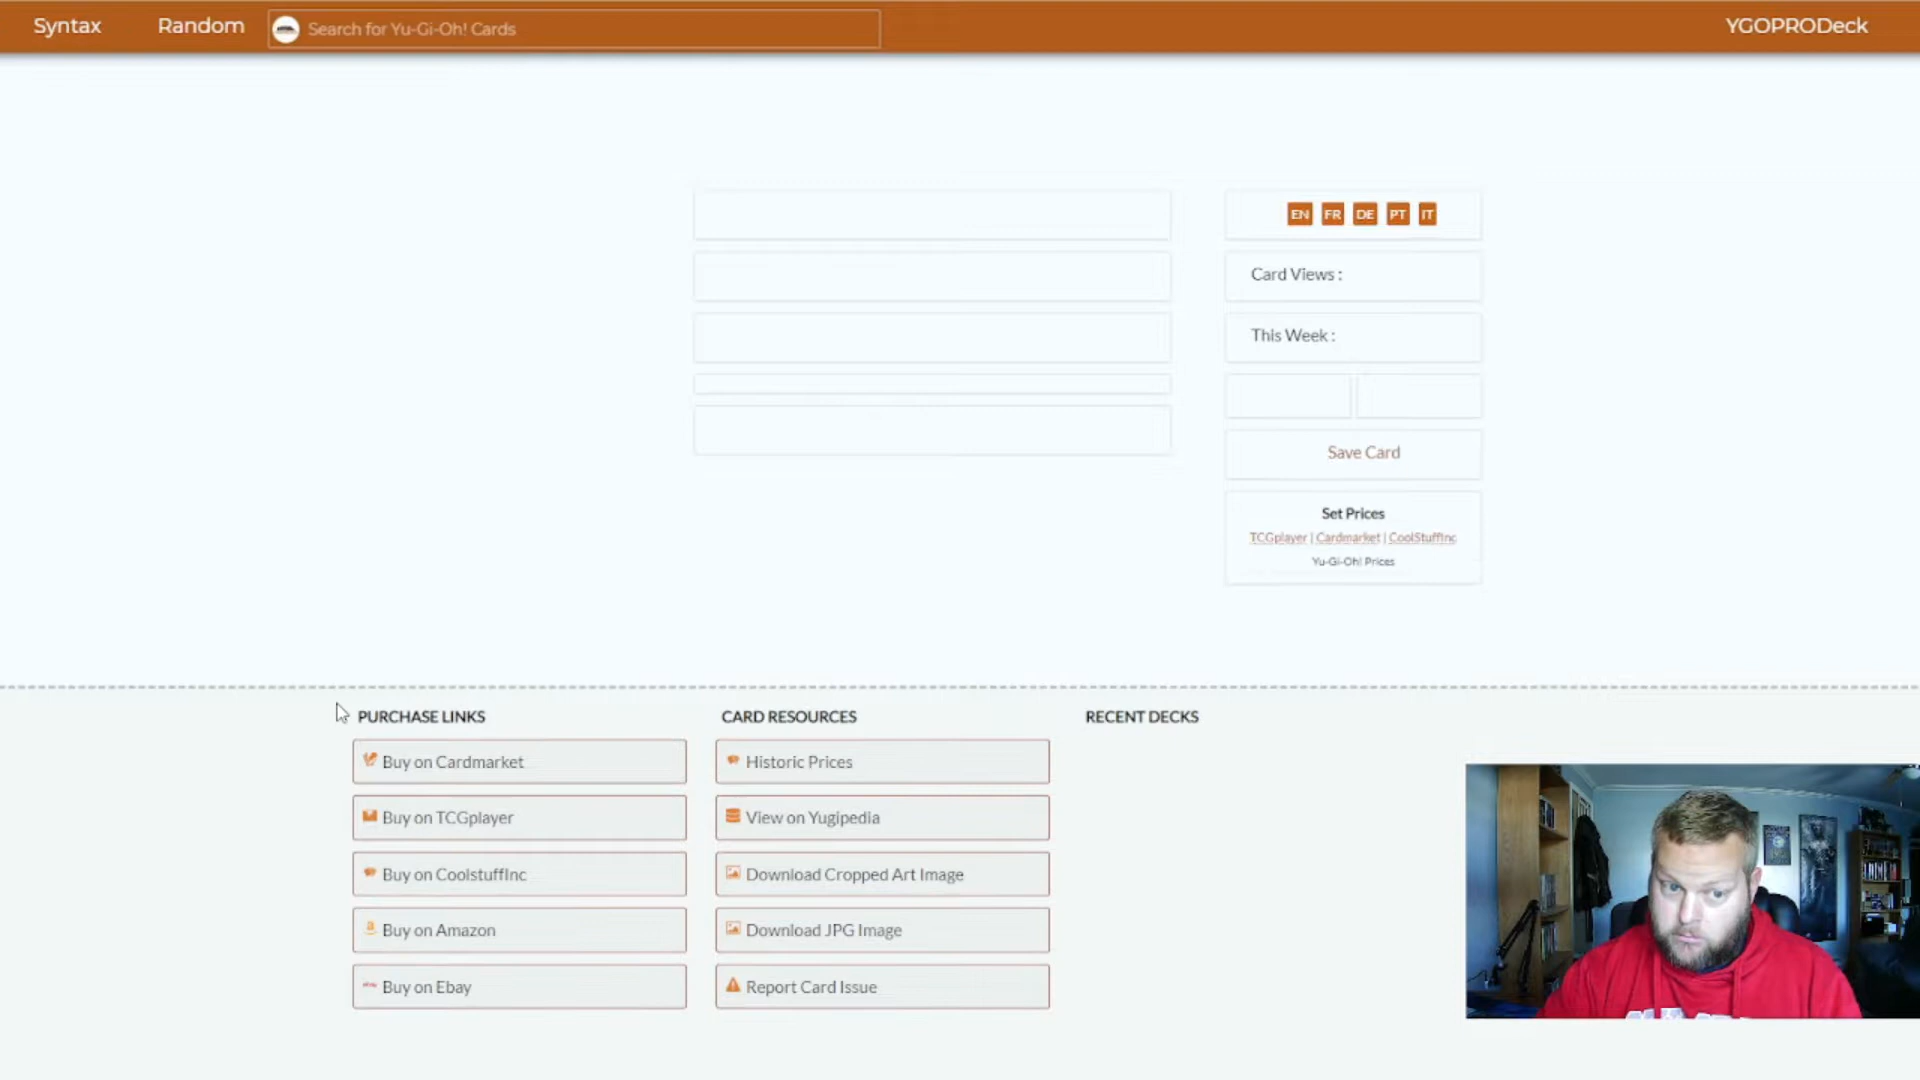 Syntax
Random
Search for Yu-Gi-Oh! Cards
YGOPRODeck
EN FR DE PT IT
Card Views :
This Week :
Save Card
Set Prices
TCGplayer | Cardmarket | CoolStuffInc
Yu-Gi-Oh! Prices
PURCHASE LINKS
Buy on Cardmarket
Buy on TCGplayer
Buy on CoolstuffInc
Buy on Amazon
Buy on Ebay
CARD RESOURCES
Historic Prices
View on Yugipedia
Download Cropped Art Image
Download JPG Image
Report Card Issue
RECENT DECKS